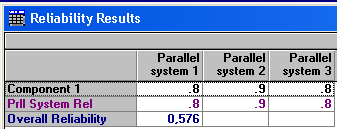 Reliability Results
Parallel system 1 Parallel system 2 Parallel system 3
Component 1 .8 .9 .8
Prll System Rel .8 .9 .8
Overall Reliability 0,576